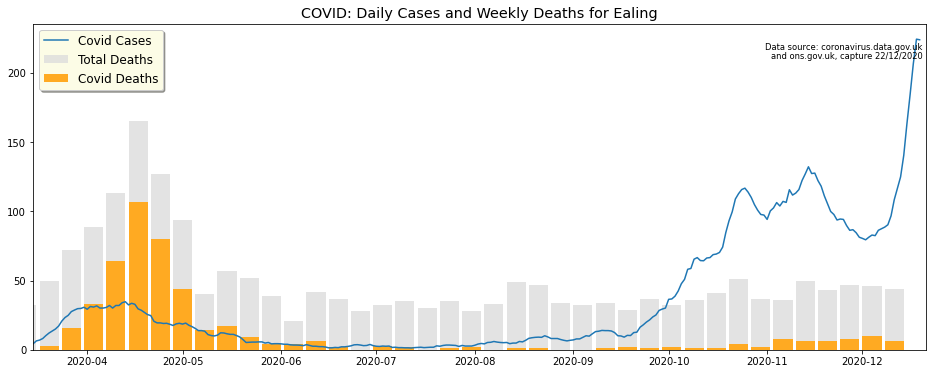 COVID: Daily Cases and Weekly Deaths for Ealing
Covid Cases
Total Deaths
Covid Deaths
Data source: coronavirus.data.gov.uk
and ons.gov.uk, capture 22/12/2020
200
150
100
50
0
2020-04 2020-05 2020-06 2020-07 2020-08 2020-09 2020-10 2020-11 2020-12